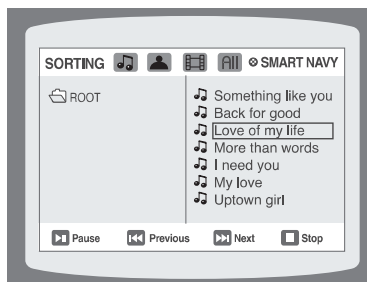 SORTING All SMART NAVY
ROOT
Something like you
Back for good
Love of my life
More than words
I need you
My love
Uptown girl
Pause Previous Next Stop